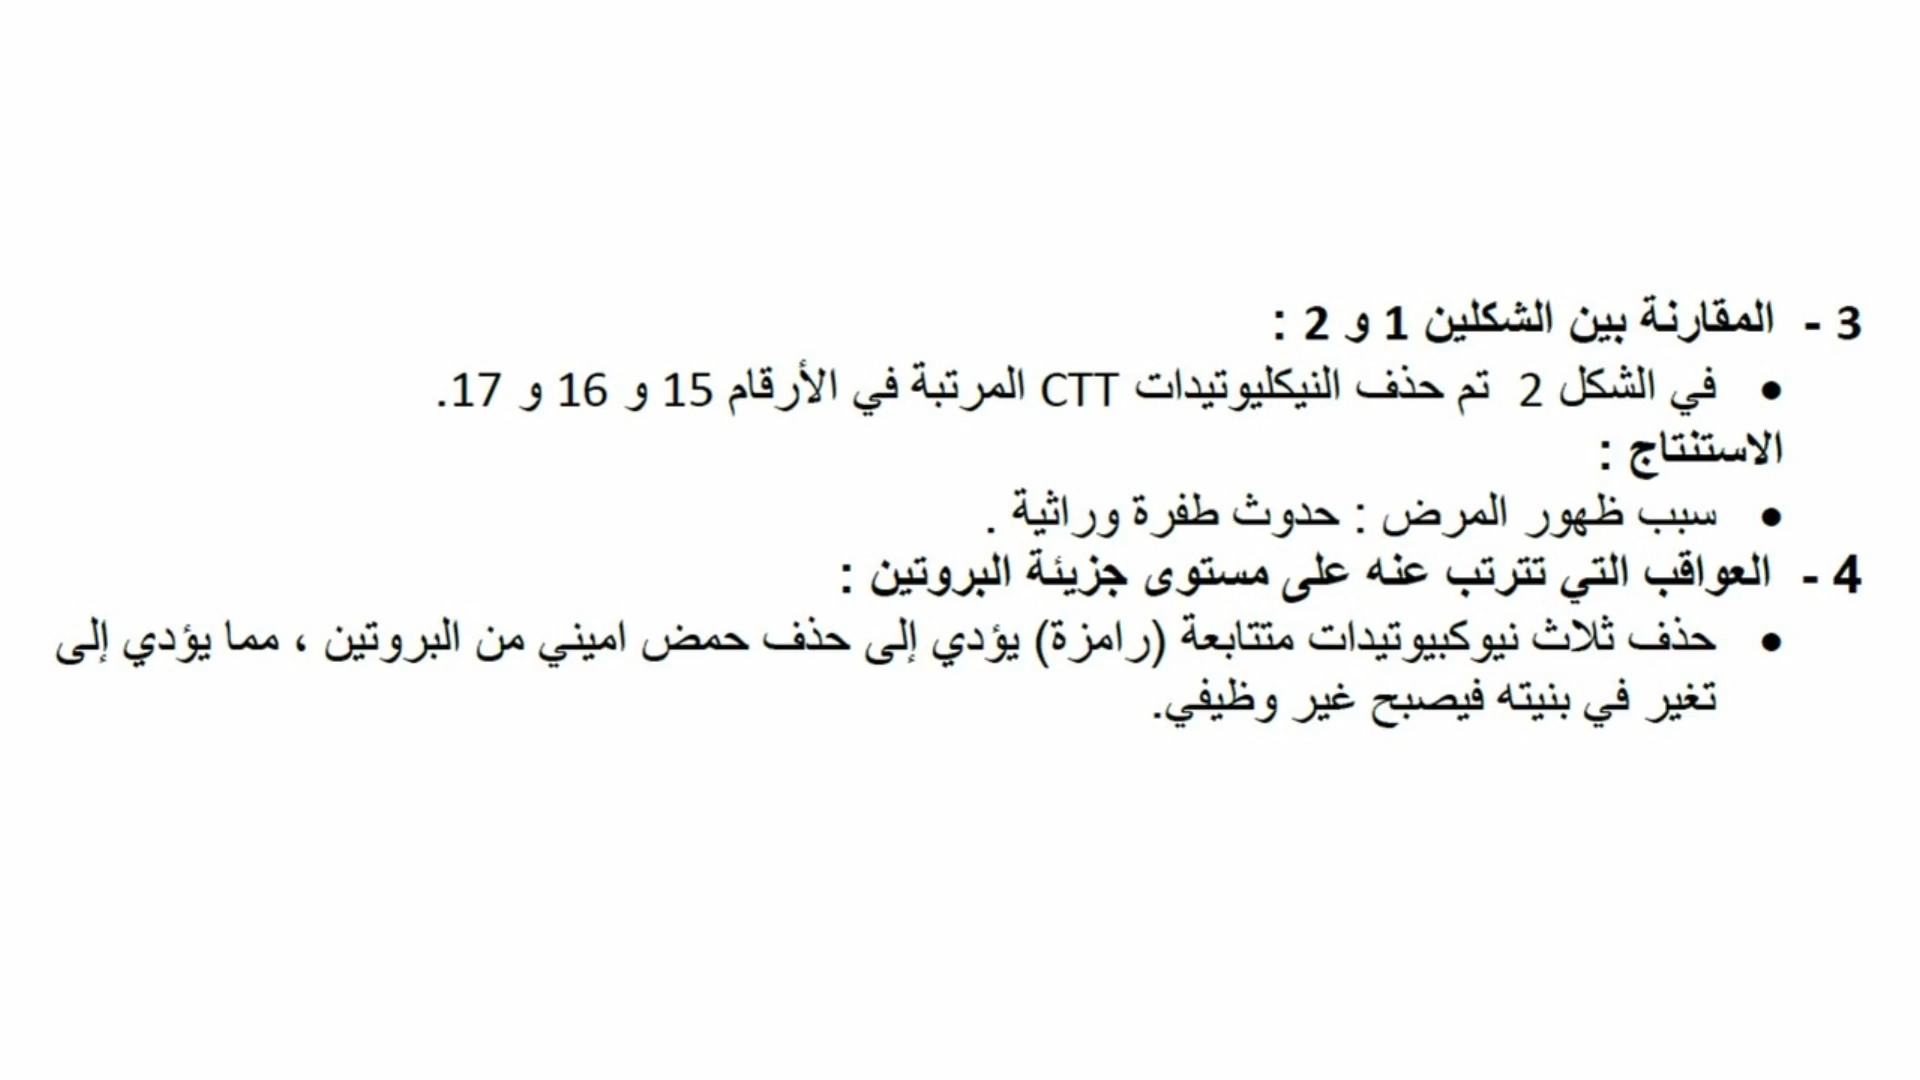 3 - المقارنة بين الشكلين 1 و 2 :
• في الشكل 2 تم حذف النيكليوتيدات CTT المرتبة في الأرقام 15 و 16 و 17.
الاستنتاج :
• سبب ظهور المرض : حدوث طفرة وراثية .
4 - العواقب التي تترتب عنه على مستوى جزيئة البروتين :
• حذف ثلاث نيوكبيوتيدات متتابعة (رامزة) يؤدي إلى حذف حمض اميني من البروتين ، مما يؤدي إلى
تغير في بنيته فيصبح غير وظيفي.